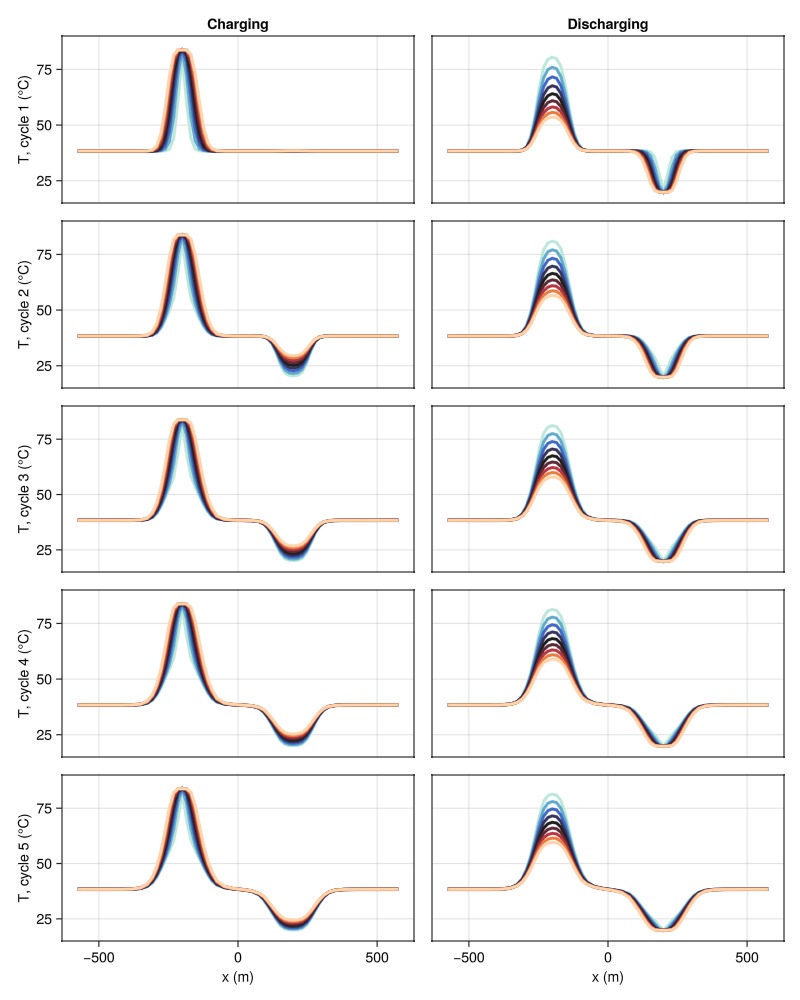 Charging Discharging
T, cycle 1 (°C)
75
50
25
T, cycle 2 (°C)
75
50
25
T, cycle 3 (°C)
75
50
25
T, cycle 4 (°C)
75
50
25
T, cycle 5 (°C)
75
50
25
−500 0 500 −500 0 500
x (m) x (m)